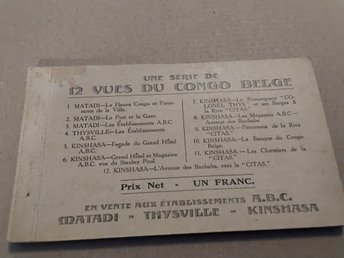 UNE SÉRIE DE
12 VUES DU CONGO BELGE
1. MATADI—Le Fleuve Congo et Panorama de la Ville.
2. MATADI—Le Port et la Gare.
3. MATADI—Les Établissements A.B.C.
4. THYSVILLE—Les Établissements A.B.C.
5. KINSHASA—Façade du Grand Hôtel A.B.C.
6. KINSHASA—Grand Hôtel et Magasins A.B.C. vus du Stanley Pool.
7. KINSHASA—Le Remorqueur "COLONEL THYS" et ses Barges à la Rive "CITAS."
8. KINSHASA—Les Magasins A.B.C.—Avenue des Baobabs.
9. KINSHASA—Panorama de la Rive "CITAS."
10. KINSHASA—La Banque du Congo Belge.
11. KINSHASA—Les Chantiers de la "CITAS."
12. KINSHASA—L'Avenue des Baobabs, vers la "CITAS."
Prix Net - UN FRANC.
EN VENTE AUX ÉTABLISSEMENTS A.B.C.
MATADI - THYSVILLE - KINSHASA